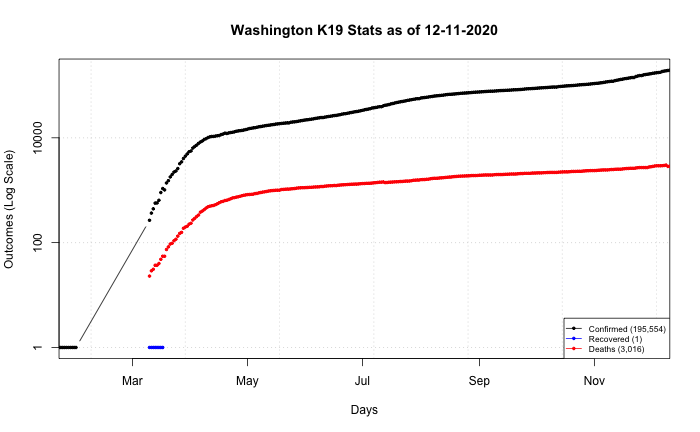 Washington K19 Stats as of 12-11-2020
Outcomes (Log Scale)
10000
100
1
Mar May Jul Sep Nov
Days
Confirmed (195,554)
Recovered (1)
Deaths (3,016)